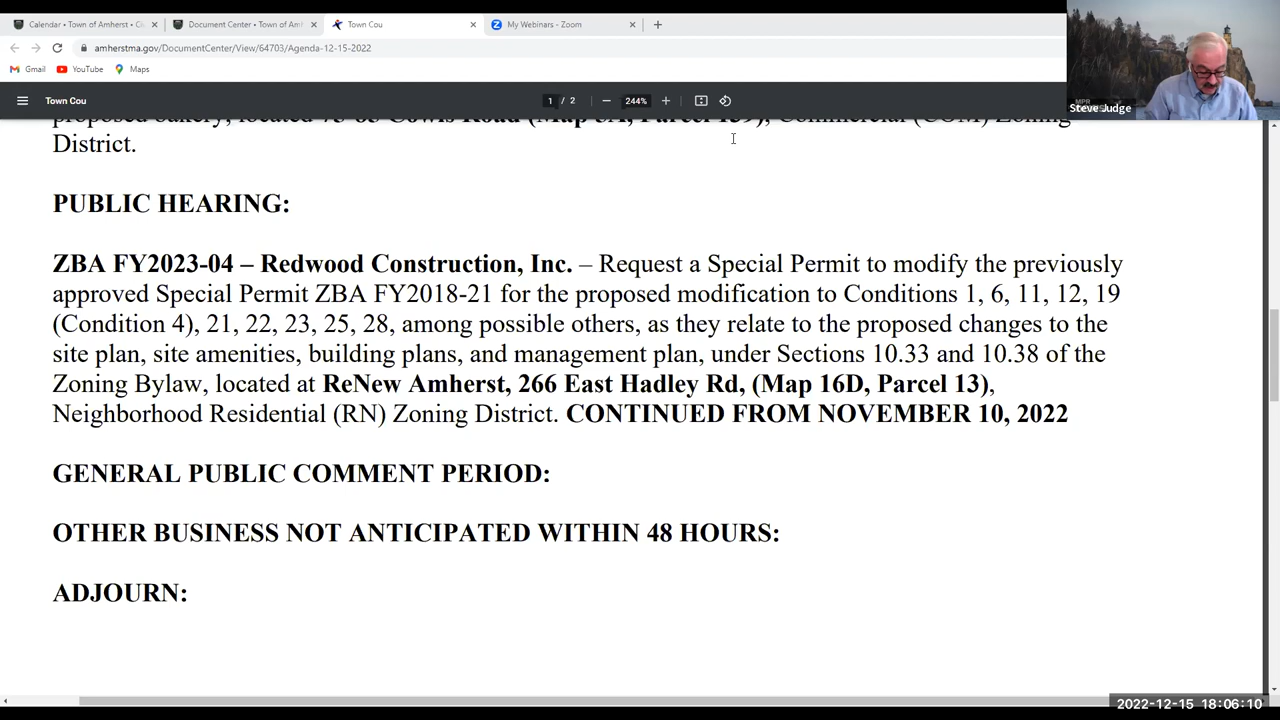 Calendar • Town of Amherst • Ci
Document Center • Town of Amh
Town Cou
My Webinars - Zoom
amherstma.gov/DocumentCenter/View/64703/Agenda-12-15-2022
Gmail YouTube Maps
Town Cou
1 / 2
244%
Steve Judge
District.
PUBLIC HEARING:
ZBA FY2023-04 – Redwood Construction, Inc. – Request a Special Permit to modify the previously
approved Special Permit ZBA FY2018-21 for the proposed modification to Conditions 1, 6, 11, 12, 19
(Condition 4), 21, 22, 23, 25, 28, among possible others, as they relate to the proposed changes to the
site plan, site amenities, building plans, and management plan, under Sections 10.33 and 10.38 of the
Zoning Bylaw, located at ReNew Amherst, 266 East Hadley Rd, (Map 16D, Parcel 13),
Neighborhood Residential (RN) Zoning District. CONTINUED FROM NOVEMBER 10, 2022
GENERAL PUBLIC COMMENT PERIOD:
OTHER BUSINESS NOT ANTICIPATED WITHIN 48 HOURS:
ADJOURN:
2022-12-15 18:06:10